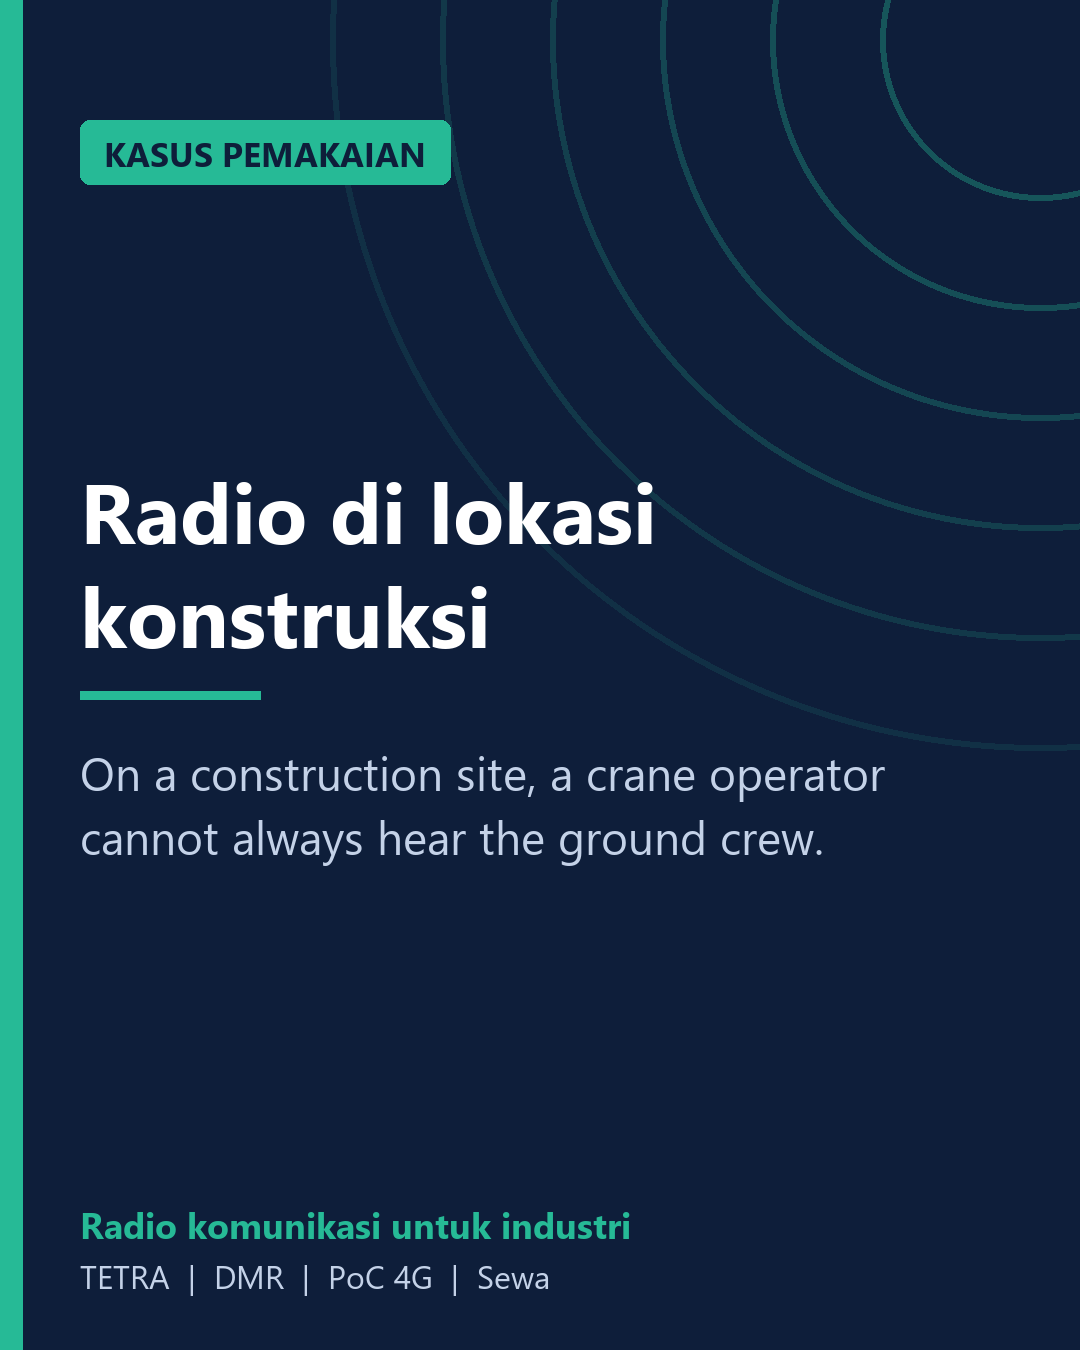 KASUS PEMAKAIAN
Radio di lokasi
konstruksi
On a construction site, a crane operator
cannot always hear the ground crew.
Radio komunikasi untuk industri
TETRA | DMR | PoC 4G | Sewa